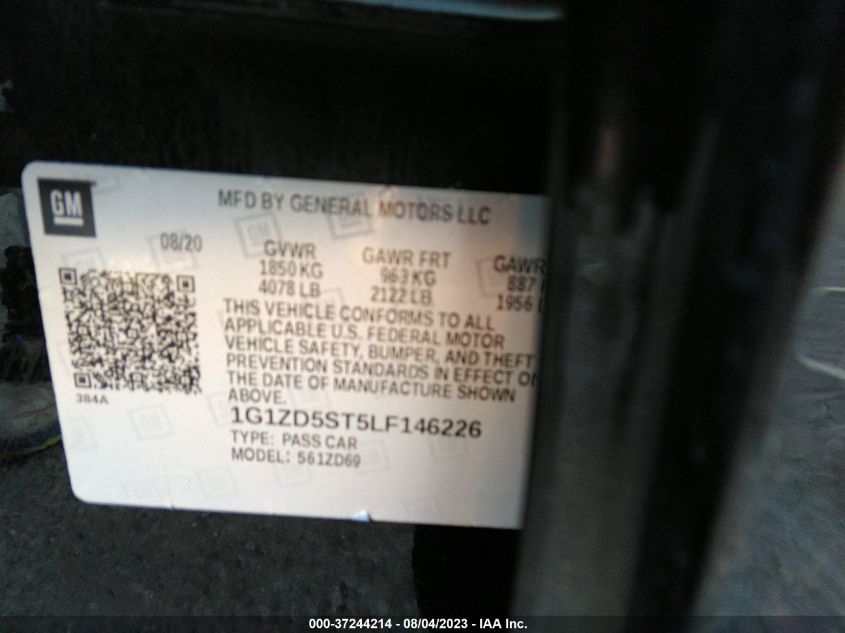 GM
MFD BY GENERAL MOTORS LLC
08/20
GVWR GAWR FRT GAWR
1850 KG 963 KG 887
4078 LB 2122 LB 1956
THIS VEHICLE CONFORMS TO ALL
APPLICABLE U.S. FEDERAL MOTOR
VEHICLE SAFETY, BUMPER, AND THEFT
PREVENTION STANDARDS IN EFFECT ON
THE DATE OF MANUFACTURE SHOWN
ABOVE.
384A
1G1ZD5ST5LF146226
TYPE: PASS CAR
MODEL: 561ZD69
000-37244214 - 08/04/2023 - IAA Inc.